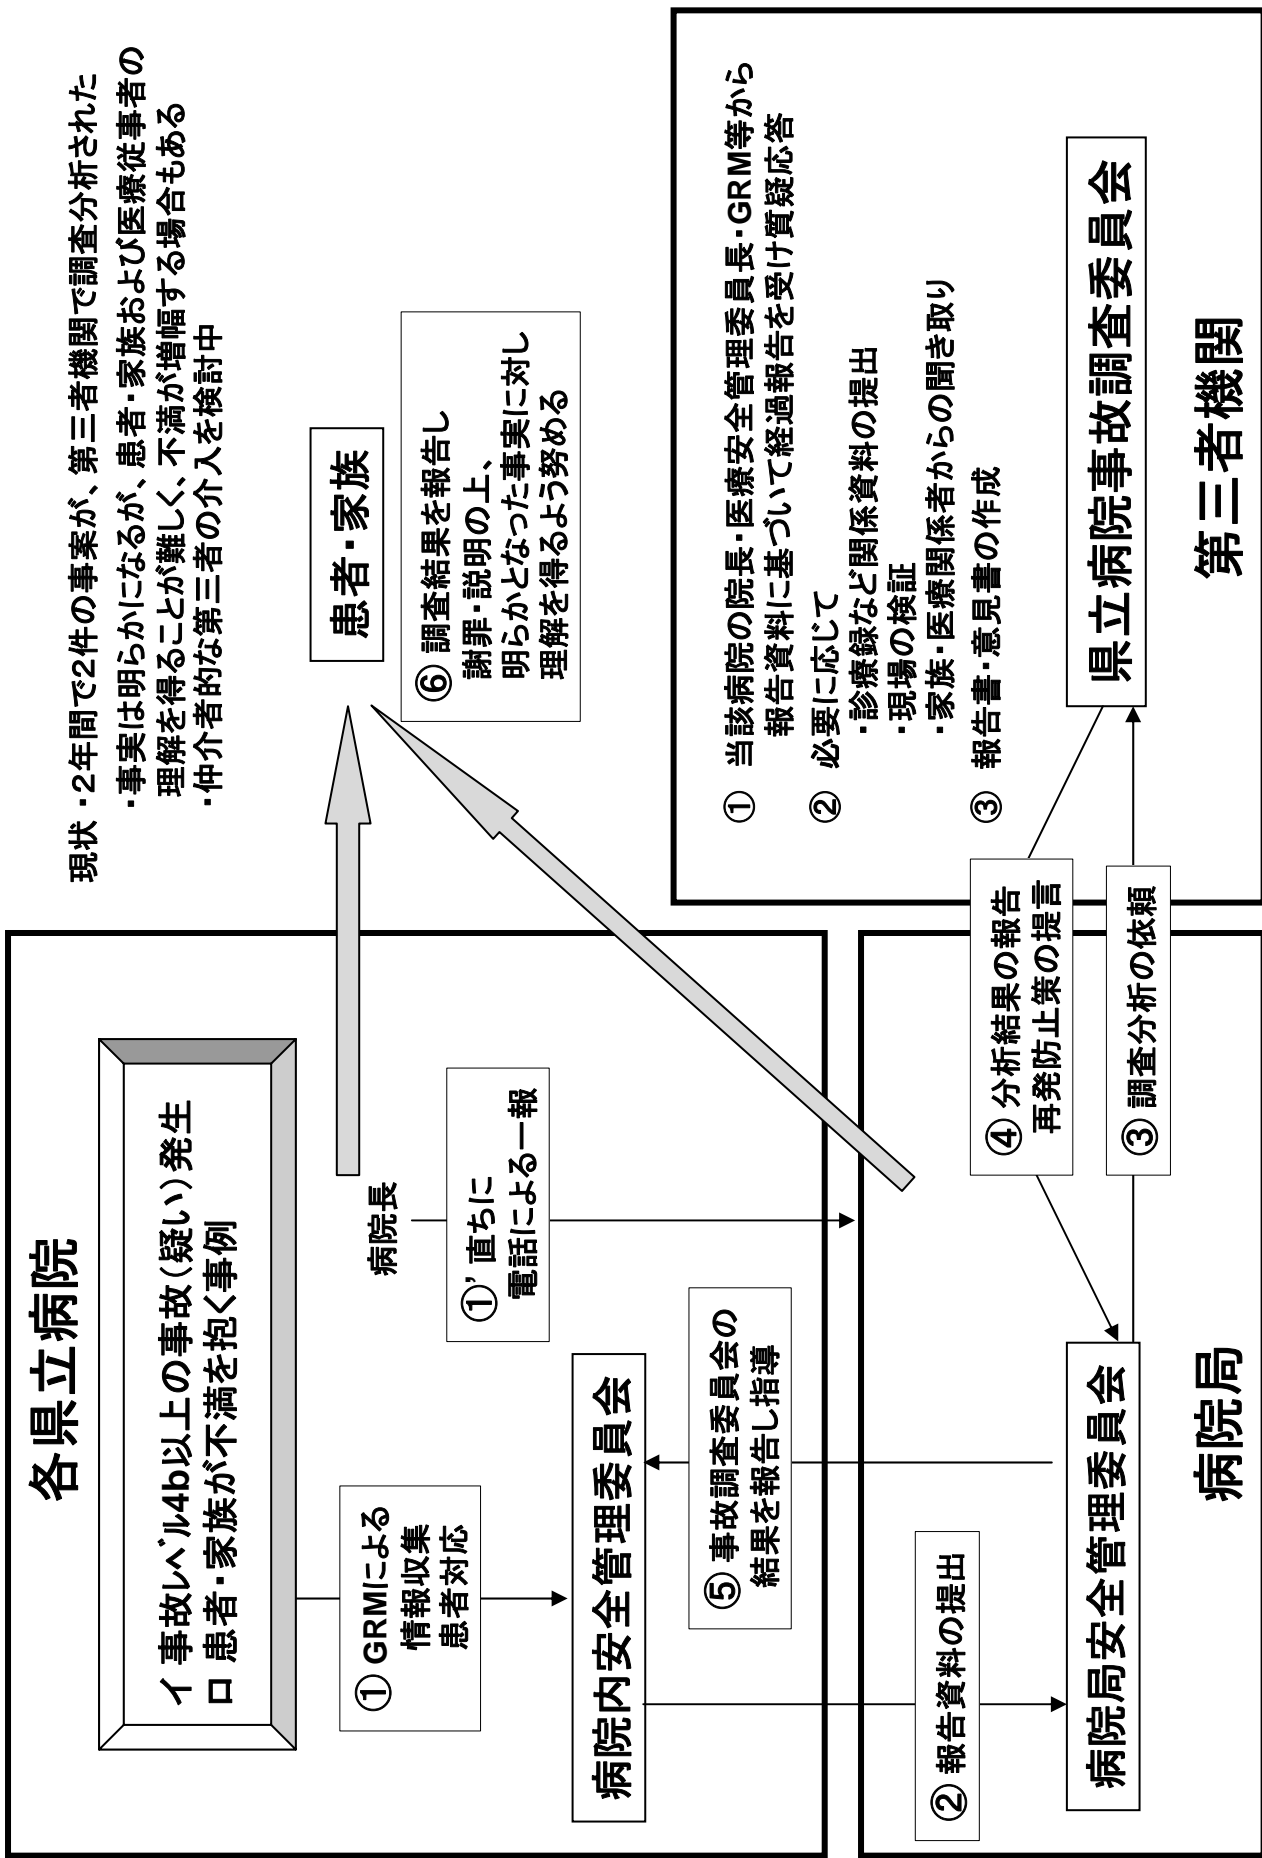 各県立病院
イ 事故レベル4b以上の事故(疑い)発生
ロ 患者・家族が不満を抱く事例
① GRMによる
情報収集
患者対応
病院長
①’ 直ちに
電話による一報
病院内安全管理委員会
⑤ 事故調査委員会の
結果を報告し指導
② 報告資料の提出
病院局安全管理委員会
病院局
④ 分析結果の報告
再発防止策の提言
③ 調査分析の依頼
現状・2年間で2件の事案が、第三者機関で調査分析された
・事実は明らかになるが、患者・家族および医療従事者の
理解を得ることが難しく、不満が増幅する場合もある
・仲介者的な第三者の介入を検討中
患者・家族
⑥ 調査結果を報告し
謝罪・説明の上、
明らかとなった事実に対し
理解を得るよう努める
① 当該病院の院長・医療安全管理委員長・GRM等から
報告資料に基づいて経過報告を受け質疑応答
② 必要に応じて
・診療録など関係資料の提出
・現場の検証
・家族・医療関係者からの聞き取り
③ 報告書・意見書の作成
県立病院事故調査委員会
第三者機関